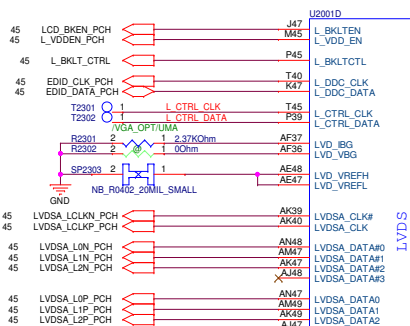 U2001D
45 LCD_BKEN_PCH J47 L_BKLTEN
45 L_VDDEN_PCH M45 L_VDD_EN
45 L_BKLT_CTRL P45 L_BKLTCTL
45 EDID_CLK_PCH T40 L_DDC_CLK
45 EDID_DATA_PCH K47 L_DDC_DATA
T2301 1 L_CTRL_CLK T45 L_CTRL_CLK
T2302 1 L_CTRL_DATA P39 L_CTRL_DATA
/VGA_OPT/UMA
R2301 2 1 2.37KOhm AF37 LVD_IBG
R2302 2 @ 1 0Ohm AF36 LVD_VBG
SP2303 2 1 AE48 LVD_VREFH
AE47 LVD_VREFL
NB_R0402_20MIL_SMALL
GND
45 LVDSA_LCLKN_PCH AK39 LVDSA_CLK#
45 LVDSA_LCLKP_PCH AK40 LVDSA_CLK
LVDS
45 LVDSA_L0N_PCH AN48 LVDSA_DATA#0
45 LVDSA_L1N_PCH AM47 LVDSA_DATA#1
45 LVDSA_L2N_PCH AK47 LVDSA_DATA#2
AJ48 LVDSA_DATA#3
45 LVDSA_L0P_PCH AN47 LVDSA_DATA0
45 LVDSA_L1P_PCH AM49 LVDSA_DATA1
45 LVDSA_L2P_PCH AK49 LVDSA_DATA2
AJ47